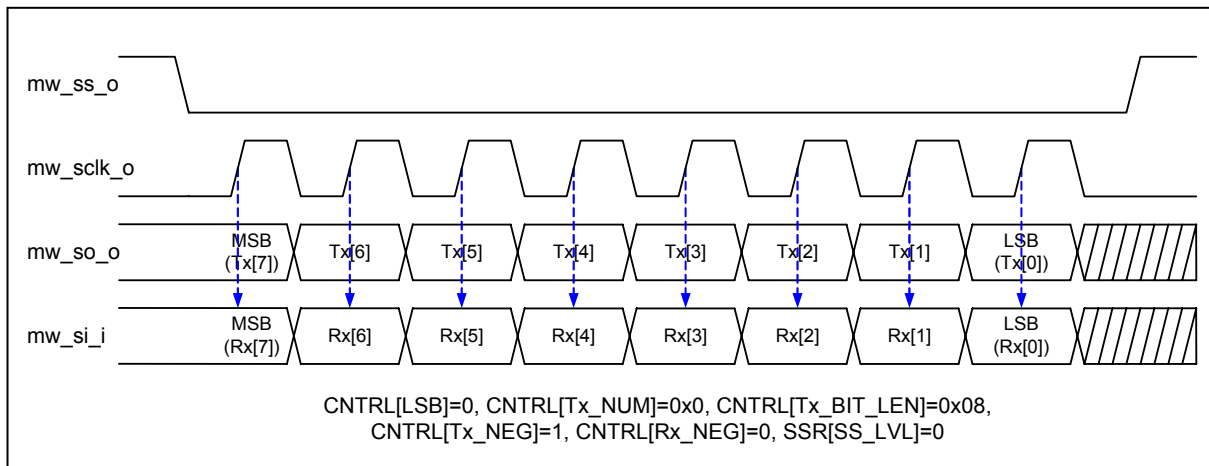 mw_ss_o
mw_sclk_o
mw_so_o
MSB
(Tx[7])
Tx[6]
Tx[5]
Tx[4]
Tx[3]
Tx[2]
Tx[1]
LSB
(Tx[0])
mw_si_i
MSB
(Rx[7])
Rx[6]
Rx[5]
Rx[4]
Rx[3]
Rx[2]
Rx[1]
LSB
(Rx[0])
CNTRL[LSB]=0, CNTRL[Tx_NUM]=0x0, CNTRL[Tx_BIT_LEN]=0x08,
CNTRL[Tx_NEG]=1, CNTRL[Rx_NEG]=0, SSR[SS_LVL]=0